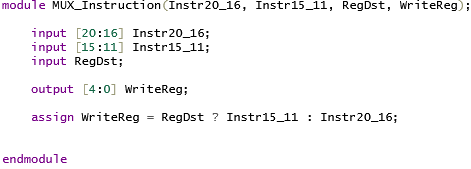 module MUX_Instruction(Instr20_16, Instr15_11, RegDst, WriteReg);
input [20:16] Instr20_16;
input [15:11] Instr15_11;
input RegDst;
output [4:0] WriteReg;
assign WriteReg = RegDst ? Instr15_11 : Instr20_16;
endmodule